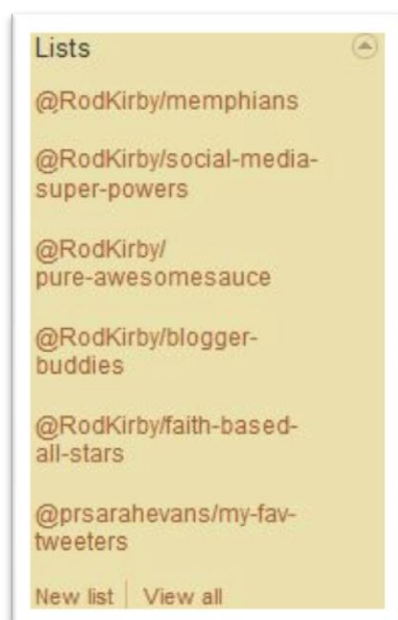 Lists
@RodKirby/memphians
@RodKirby/social-media-
super-powers
@RodKirby/
pure-awesomesauce
@RodKirby/blogger-
buddies
@RodKirby/faith-based-
all-stars
@prsarahevans/my-fav-
tweeters
New list View all